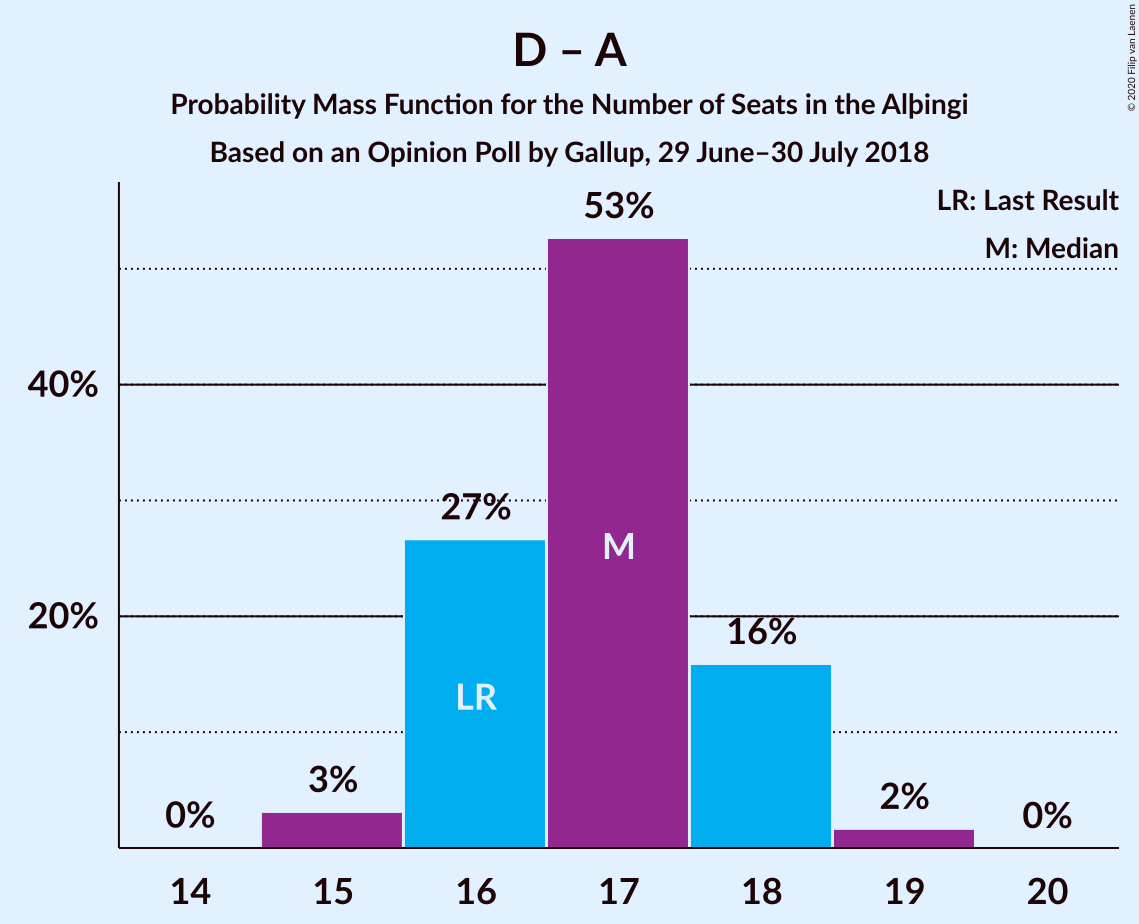 D – A
Probability Mass Function for the Number of Seats in the Alþingi
Based on an Opinion Poll by Gallup, 29 June–30 July 2018
© 2020 Filip van Laenen
LR: Last Result
M: Median
53%
40%
27%
M
20%
16%
LR
3%
2%
0%
0%
14 15 16 17 18 19 20